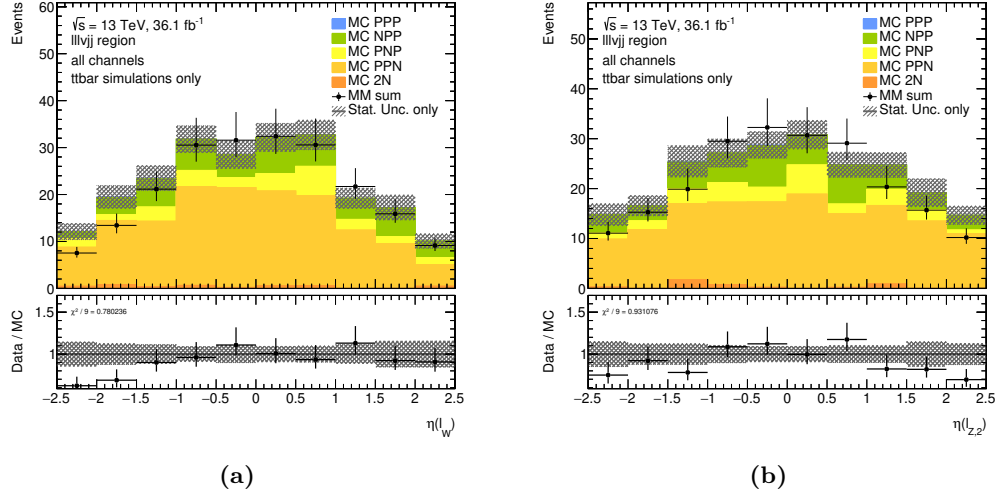 Events
60
50
40
30
20
10
0
√s = 13 TeV, 36.1 fb⁻¹
lllνjj region
all channels
ttbar simulations only
MC PPP
MC NPP
MC PNP
MC PPN
MC 2N
MM sum
Stat. Unc. only
Data / MC
1.5
1
χ² / 9 = 0.780236
−2.5 −2 −1.5 −1 −0.5 0 0.5 1 1.5 2 2.5
η(l_W)
(a)
Events
50
40
30
20
10
0
√s = 13 TeV, 36.1 fb⁻¹
lllνjj region
all channels
ttbar simulations only
MC PPP
MC NPP
MC PNP
MC PPN
MC 2N
MM sum
Stat. Unc. only
Data / MC
1.5
1
χ² / 9 = 0.931076
−2.5 −2 −1.5 −1 −0.5 0 0.5 1 1.5 2 2.5
η(l_Z,2)
(b)